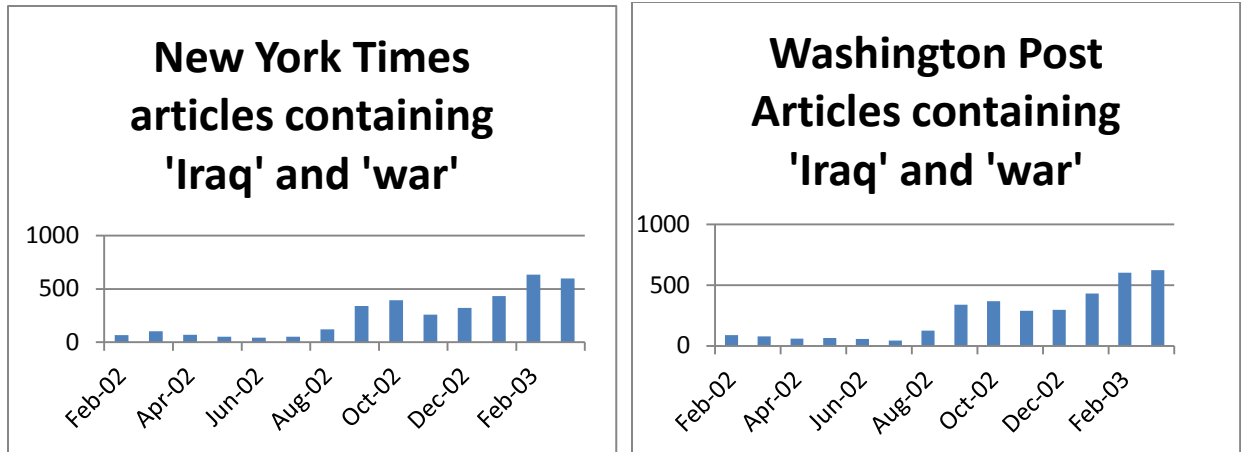 New York Times
articles containing
'Iraq' and 'war'
1000
500
0
Feb-02
Apr-02
Jun-02
Aug-02
Oct-02
Dec-02
Feb-03
Washington Post
Articles containing
'Iraq' and 'war'
1000
500
0
Feb-02
Apr-02
Jun-02
Aug-02
Oct-02
Dec-02
Feb-03